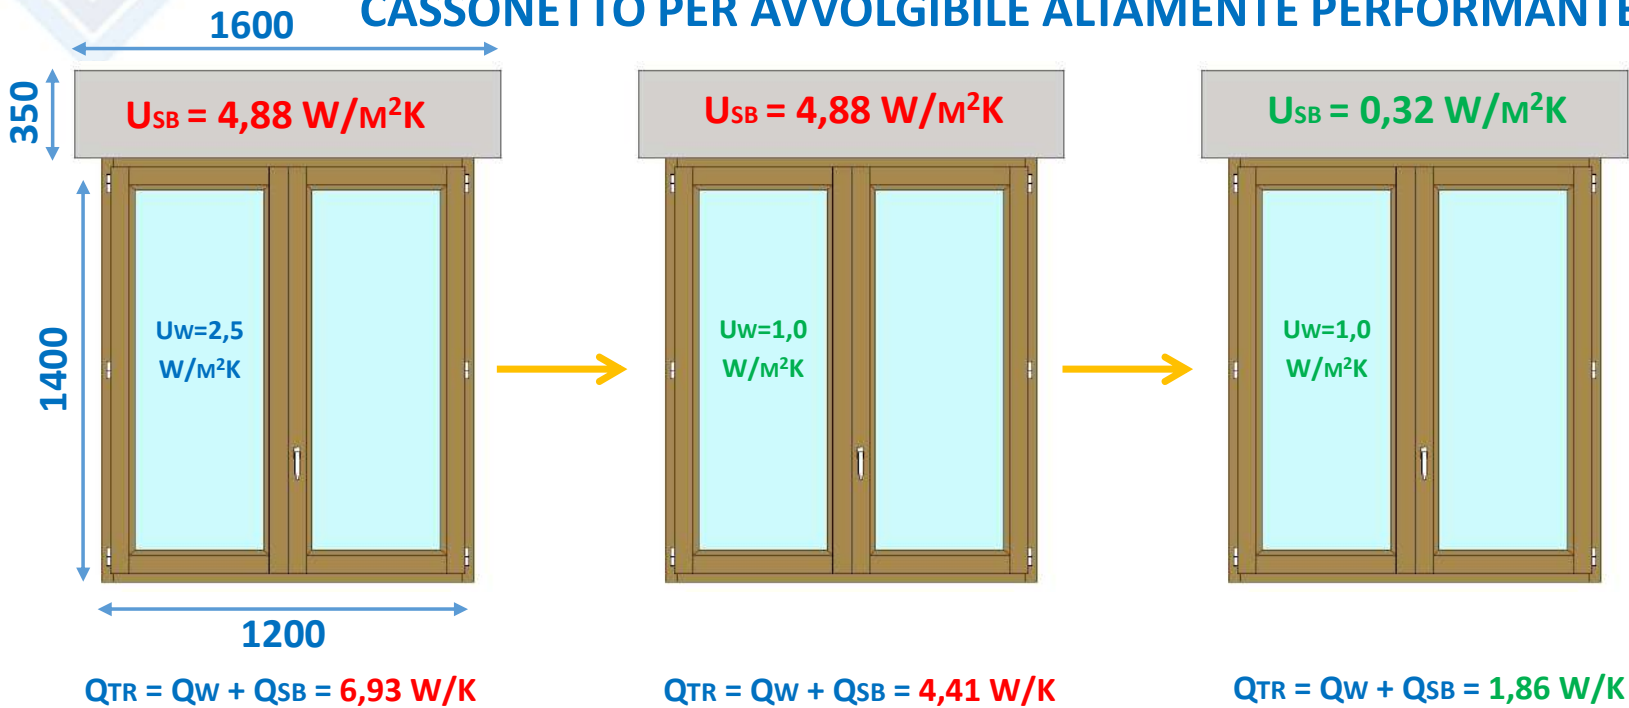 CASSONETTO PER AVVOLGIBILE ALTAMENTE PERFORMANTE
1600
350
USB = 4,88 W/M²K
USB = 4,88 W/M²K
USB = 0,32 W/M²K
1400
UW=2,5
W/M²K
UW=1,0
W/M²K
UW=1,0
W/M²K
1200
QTR = QW + QSB = 6,93 W/K
QTR = QW + QSB = 4,41 W/K
QTR = QW + QSB = 1,86 W/K